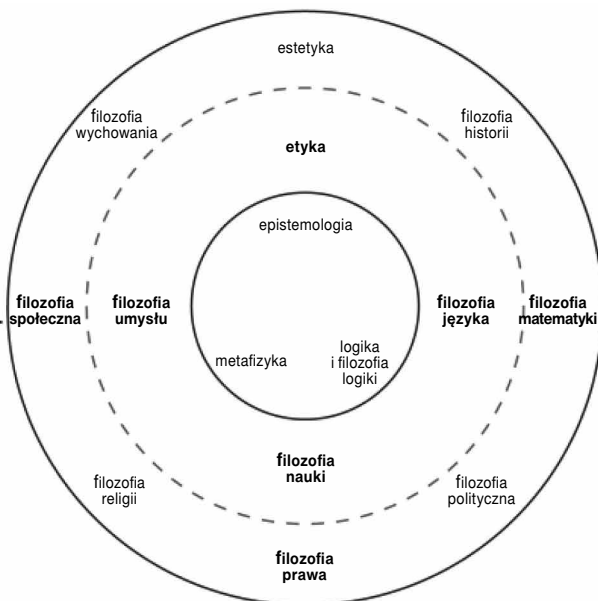 estetyka
filozofia
wychowania
filozofia
historii
etyka
epistemologia
filozofia
społeczna
filozofia
umysłu
filozofia
języka
filozofia
matematyki
metafizyka
logika
i filozofia
logiki
filozofia
nauki
filozofia
religii
filozofia
polityczna
filozofia
prawa